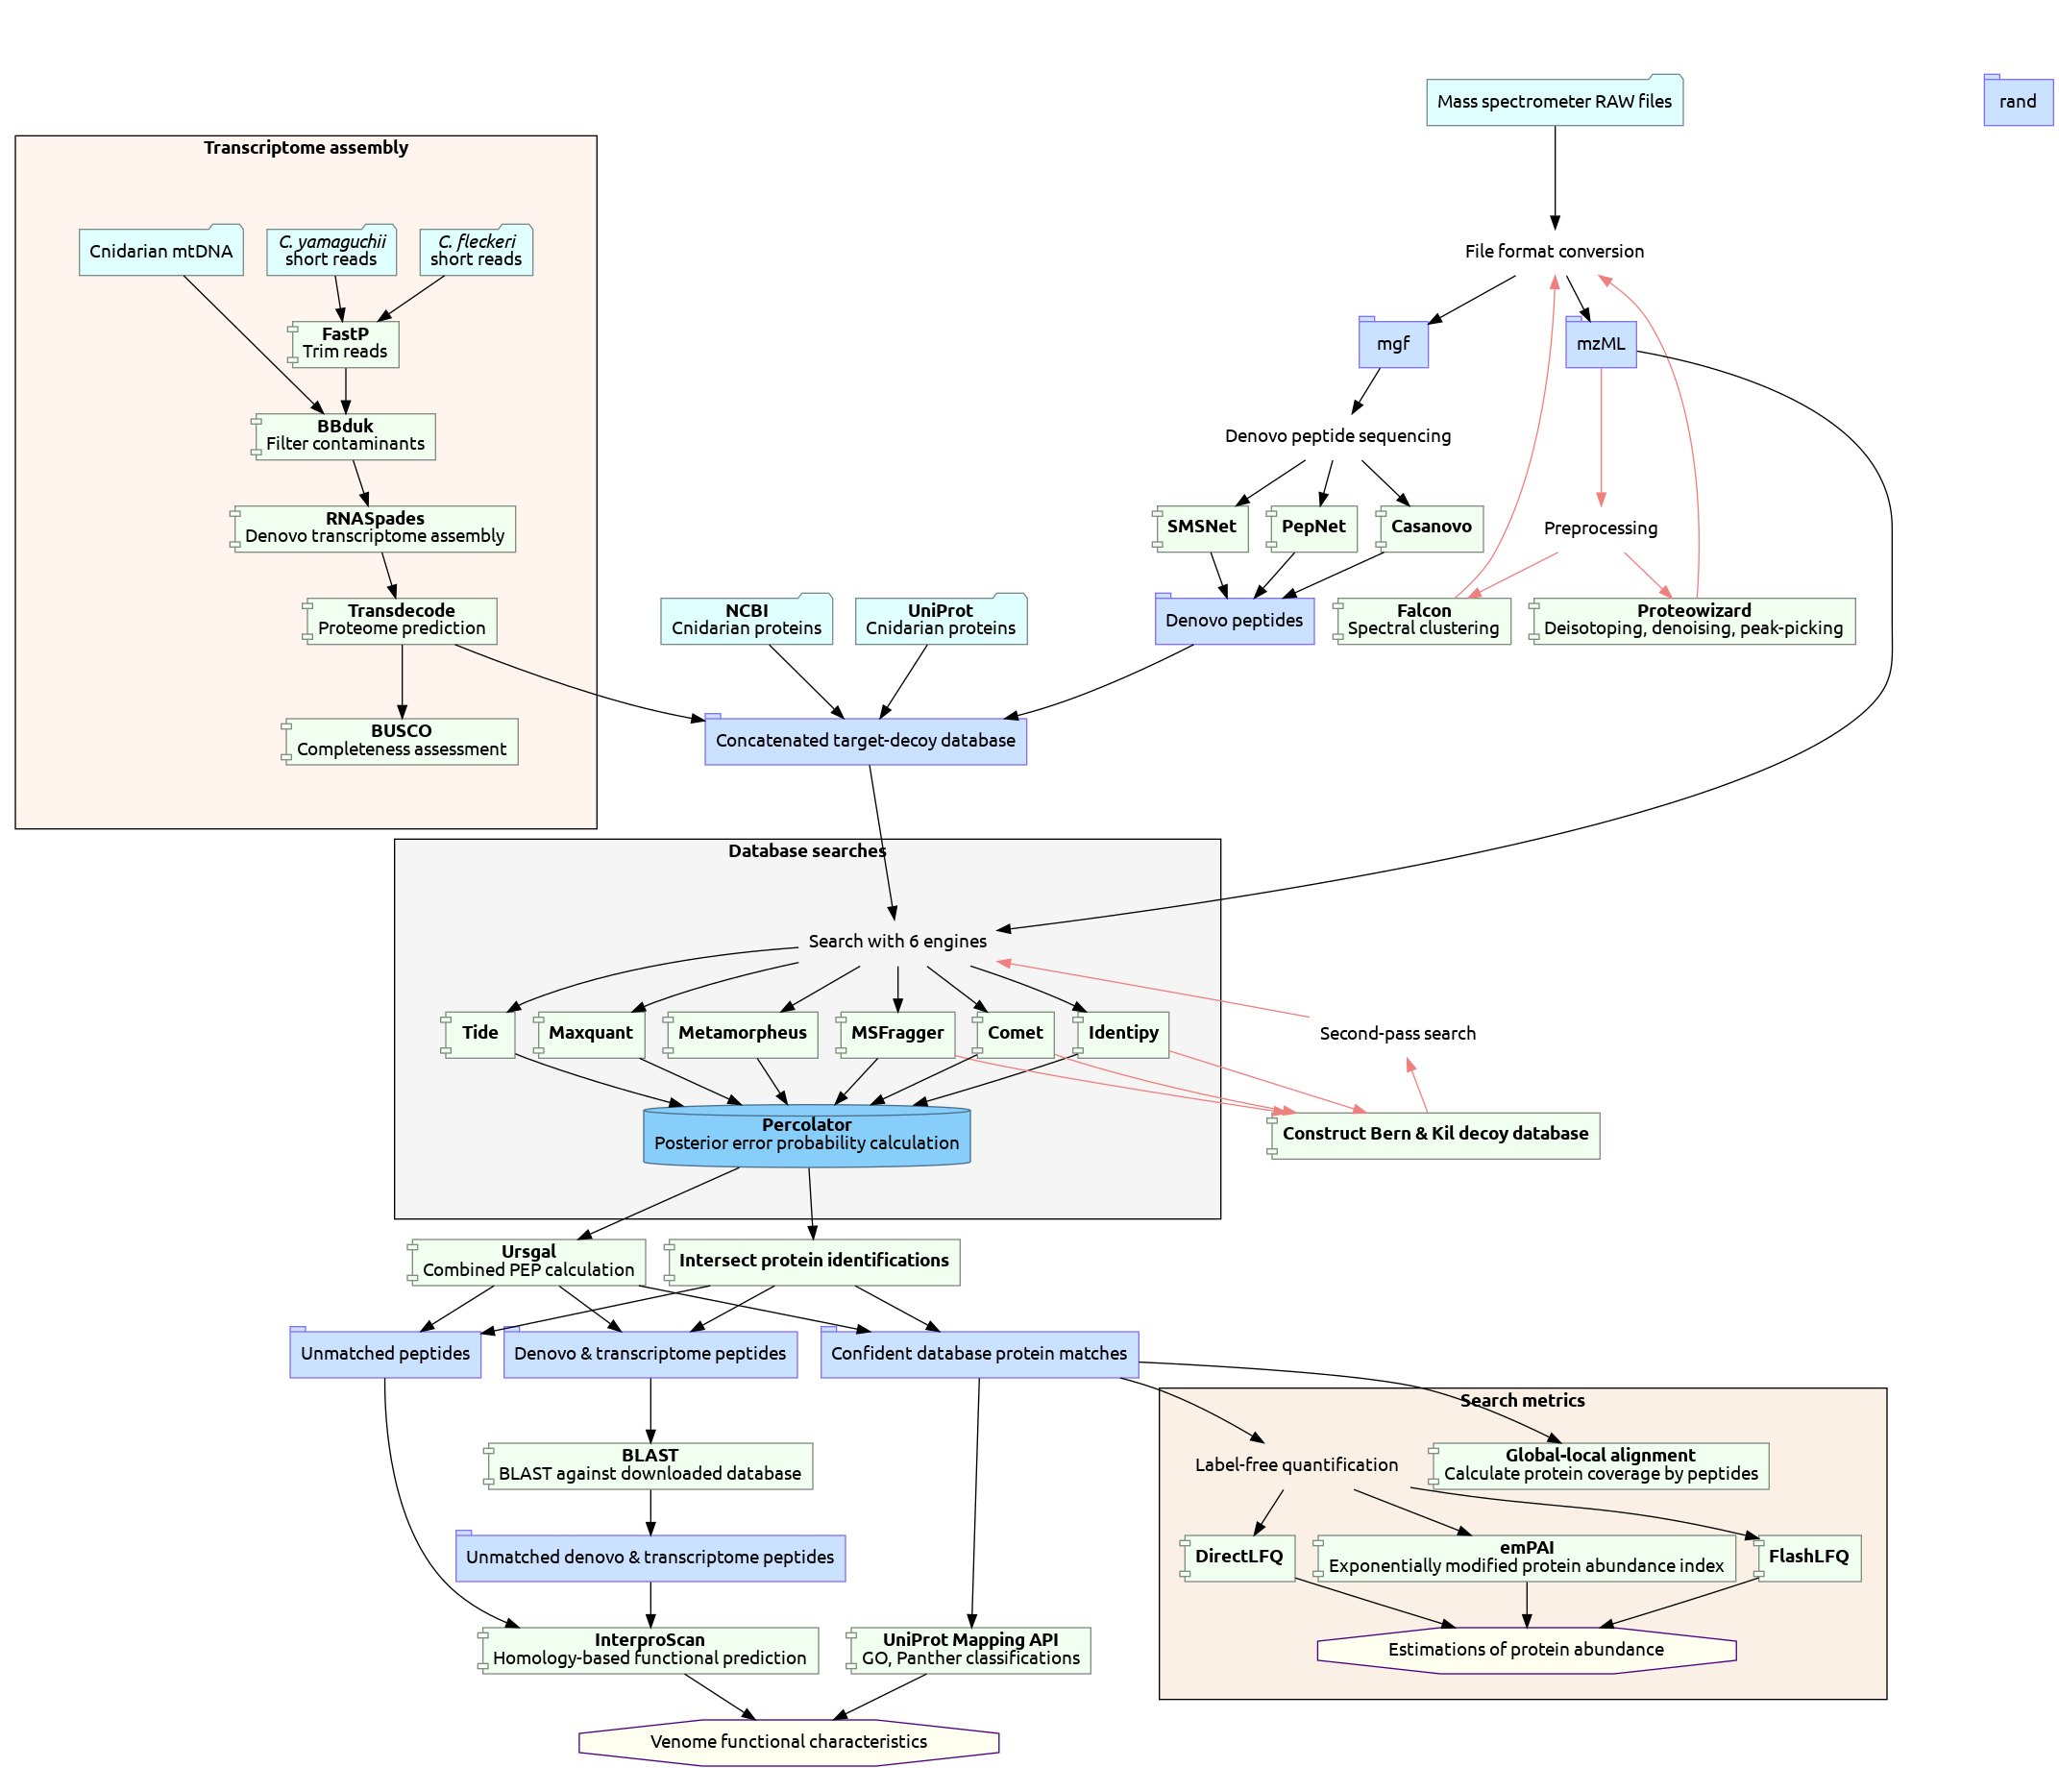 Mass spectrometer RAW files
rand
Transcriptome assembly
Cnidarian mtDNA
C. yamaguchii
short reads
C. fleckeri
short reads
File format conversion
FastP
Trim reads
mgf
mzML
BBduk
Filter contaminants
Denovo peptide sequencing
RNASpades
Denovo transcriptome assembly
SMSNet
PepNet
Casanovo
Preprocessing
Transdecode
Proteome prediction
NCBI
Cnidarian proteins
UniProt
Cnidarian proteins
Denovo peptides
Falcon
Spectral clustering
Proteowizard
Deisotoping, denoising, peak-picking
BUSCO
Completeness assessment
Concatenated target-decoy database
Database searches
Search with 6 engines
Tide
Maxquant
Metamorpheus
MSFragger
Comet
Identipy
Second-pass search
Percolator
Posterior error probability calculation
Construct Bern & Kil decoy database
Ursgal
Combined PEP calculation
Intersect protein identifications
Unmatched peptides
Denovo & transcriptome peptides
Confident database protein matches
Search metrics
BLAST
BLAST against downloaded database
Label-free quantification
Global-local alignment
Calculate protein coverage by peptides
Unmatched denovo & transcriptome peptides
DirectLFQ
emPAI
Exponentially modified protein abundance index
FlashLFQ
InterproScan
Homology-based functional prediction
UniProt Mapping API
GO, Panther classifications
Estimations of protein abundance
Venome functional characteristics